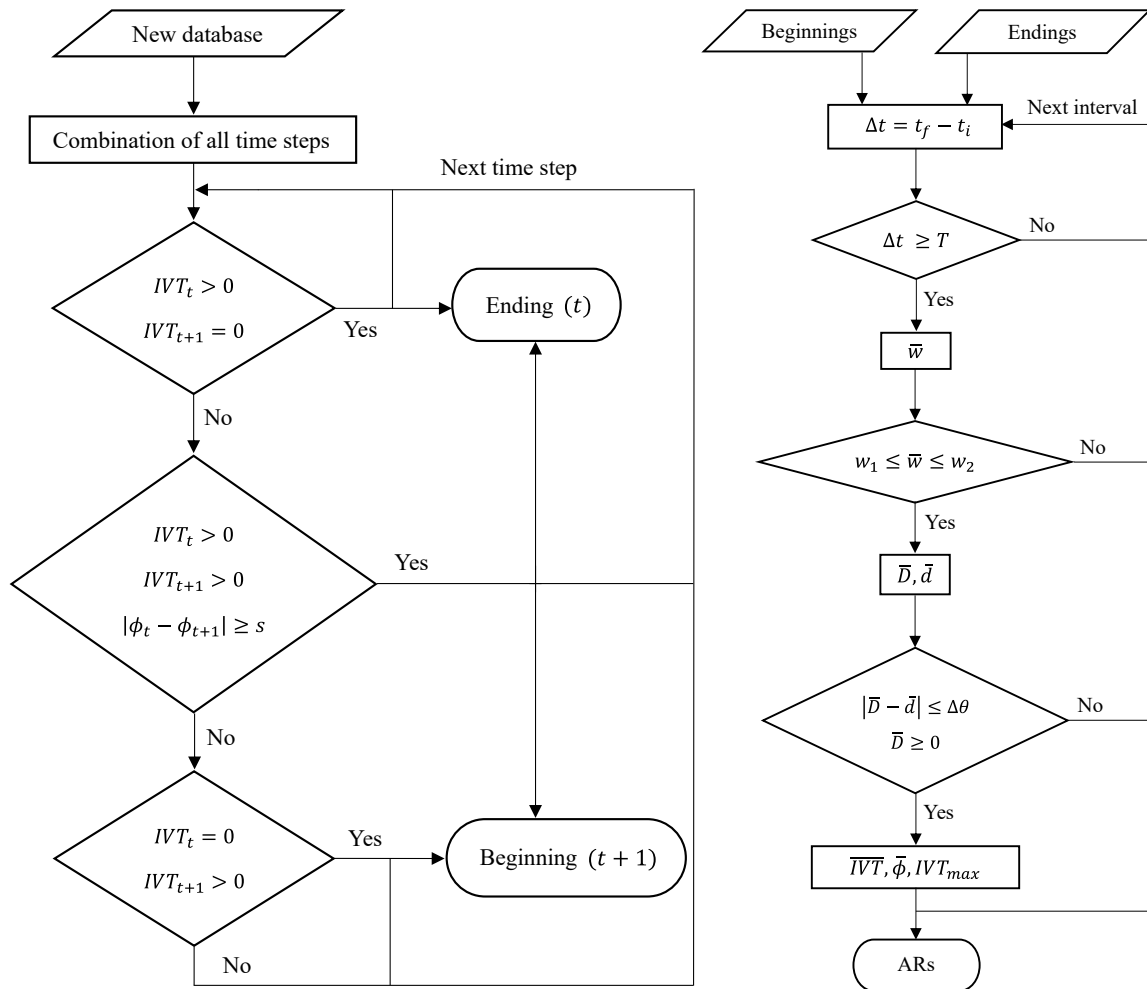 New database
Combination of all time steps
Next time step
IVT_t > 0
IVT_{t+1} = 0
Yes
Ending (t)
No
IVT_t > 0
IVT_{t+1} > 0
|ϕ_t − ϕ_{t+1}| ≥ s
Yes
No
IVT_t = 0
IVT_{t+1} > 0
Yes
Beginning (t + 1)
No
Beginnings
Endings
Δt = t_f − t_i
Next interval
Δt ≥ T
No
Yes
w̅
w_1 ≤ w̅ ≤ w_2
No
Yes
D̅, d̅
|D̅ − d̅| ≤ Δθ
D̅ ≥ 0
No
Yes
I̅V̅T̅, ϕ̅, IVT_{max}
ARs